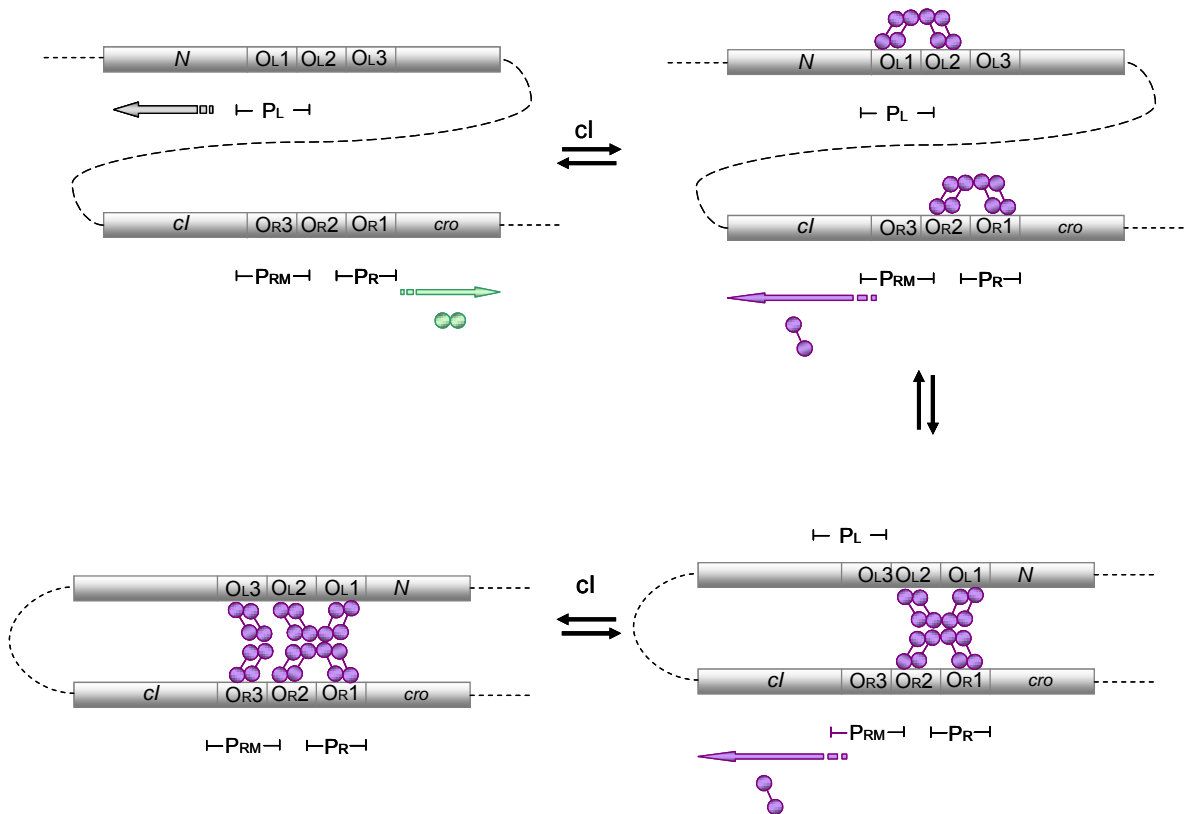 N OL1 OL2 OL3
PL
cI OR3 OR2 OR1 cro
PRM PR
cI
N OL1 OL2 OL3
PL
cI OR3 OR2 OR1 cro
PRM PR
OL3 OL2 OL1 N
cI OR3 OR2 OR1 cro
PRM PR
cI
PL
OL3 OL2 OL1 N
cI OR3 OR2 OR1 cro
PRM PR